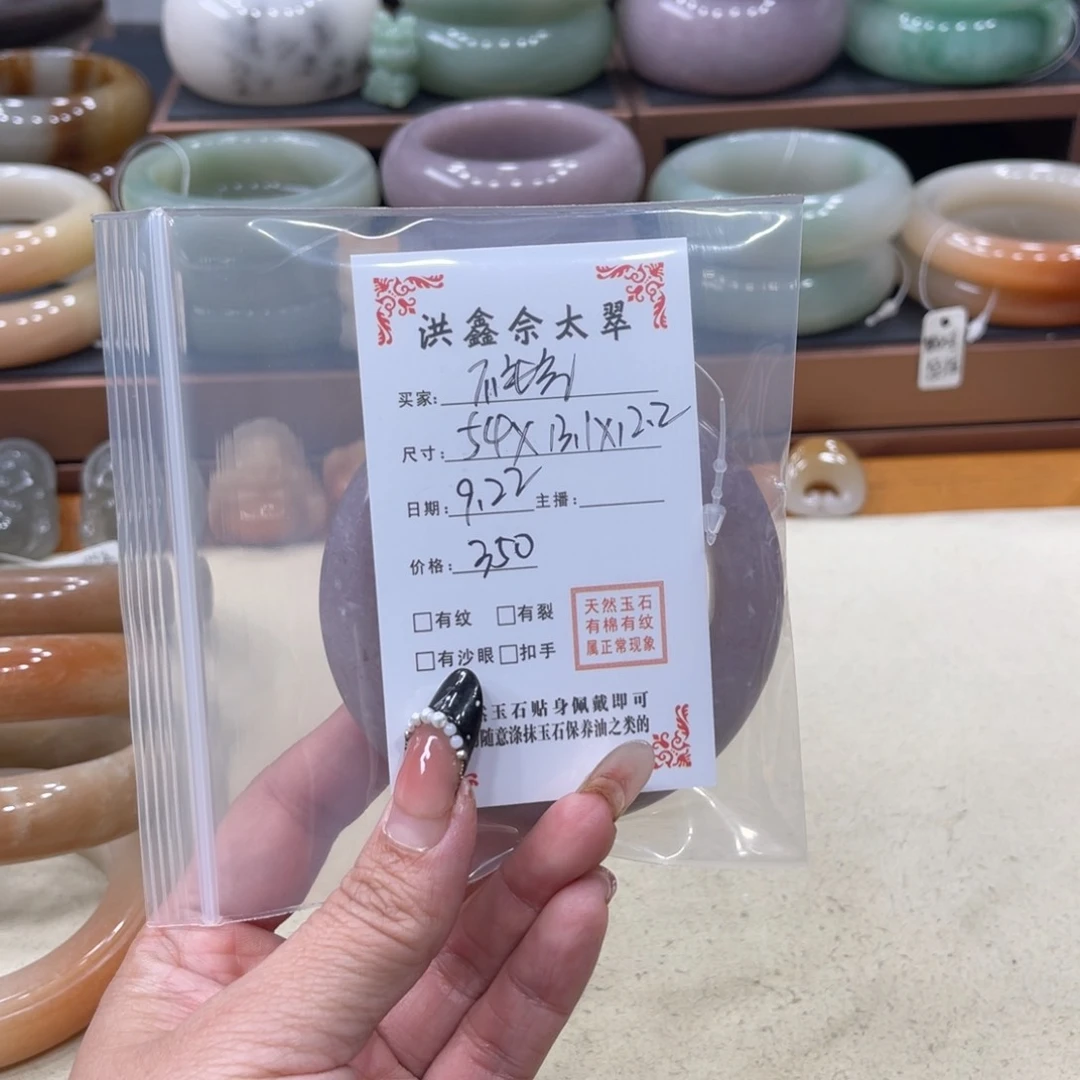 洪鑫佘太翠
买家:
尺寸: 54X13.1X12.2
日期: 9.22 主播:
价格: 350
□有纹 □有裂
□有沙眼 □扣手
天然玉石
有棉有纹
属正常现象
玉石贴身佩戴即可
随意涂抹玉石保养油之类的